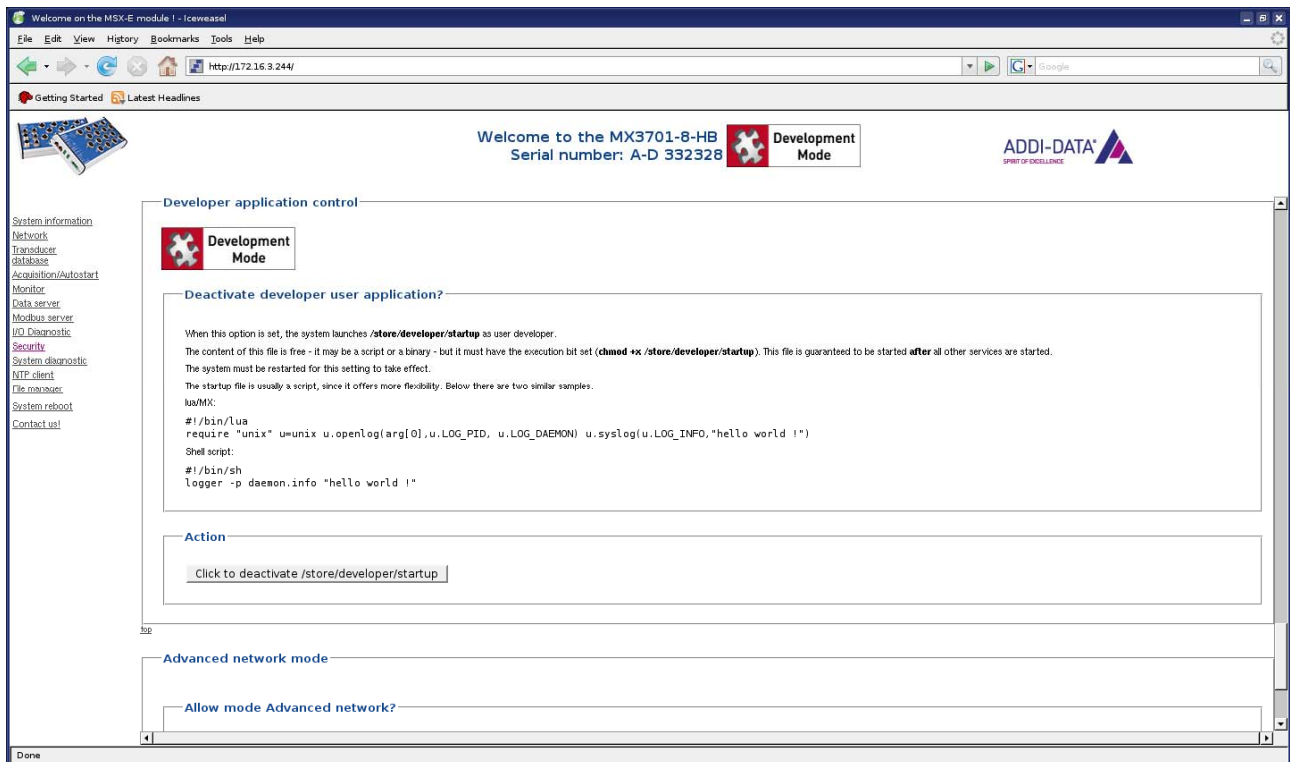 Welcome on the MSX-E module ! - Iceweasel
File Edit View History Bookmarks Tools Help
http://172.16.3.244/
G
Google
Getting Started Latest Headlines
Welcome to the MX3701-8-HB
Serial number: A-D 332328
Development
Mode
ADDI-DATA
SPIRIT OF EXCELLENCE
System information
Network
Transducer
database
Acquisition/Autostart
Monitor
Data server
Modbus server
I/O Diagnostic
Security
System diagnostic
NTP client
File manager
System reboot
Contact us!
Developer application control
Development
Mode
Deactivate developer user application?
When this option is set, the system launches /store/developer/startup as user developer.
The content of this file is free - it may be a script or a binary - but it must have the execution bit set (chmod +x /store/developer/startup). This file is guaranteed to be started after all other services are started.
The system must be restarted for this setting to take effect.
The startup file is usually a script, since it offers more flexibility. Below there are two similar samples.
lua/MX:
#!/bin/lua
require "unix" u=unix u.openlog(arg[0],u.LOG_PID, u.LOG_DAEMON) u.syslog(u.LOG_INFO,"hello world !")
Shell script:
#!/bin/sh
logger -p daemon.info "hello world !"
Action
Click to deactivate /store/developer/startup
top
Advanced network mode
Allow mode Advanced network?
Done